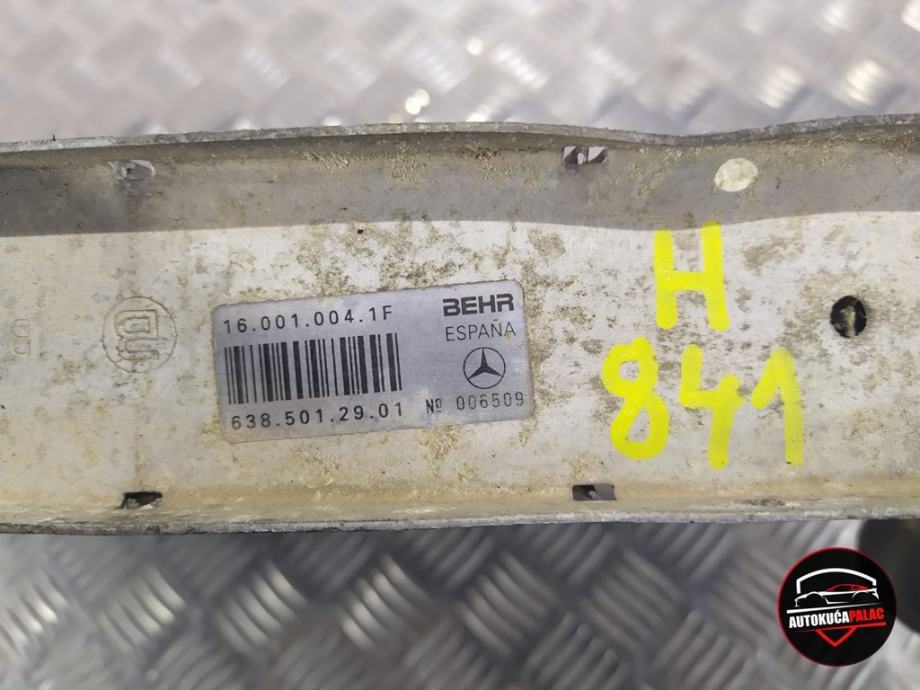 16.001.004.1F
BEHR
ESPAÑA
638.501.29.01
Nº 006509
H
841
AUTOKUĆAPALAC